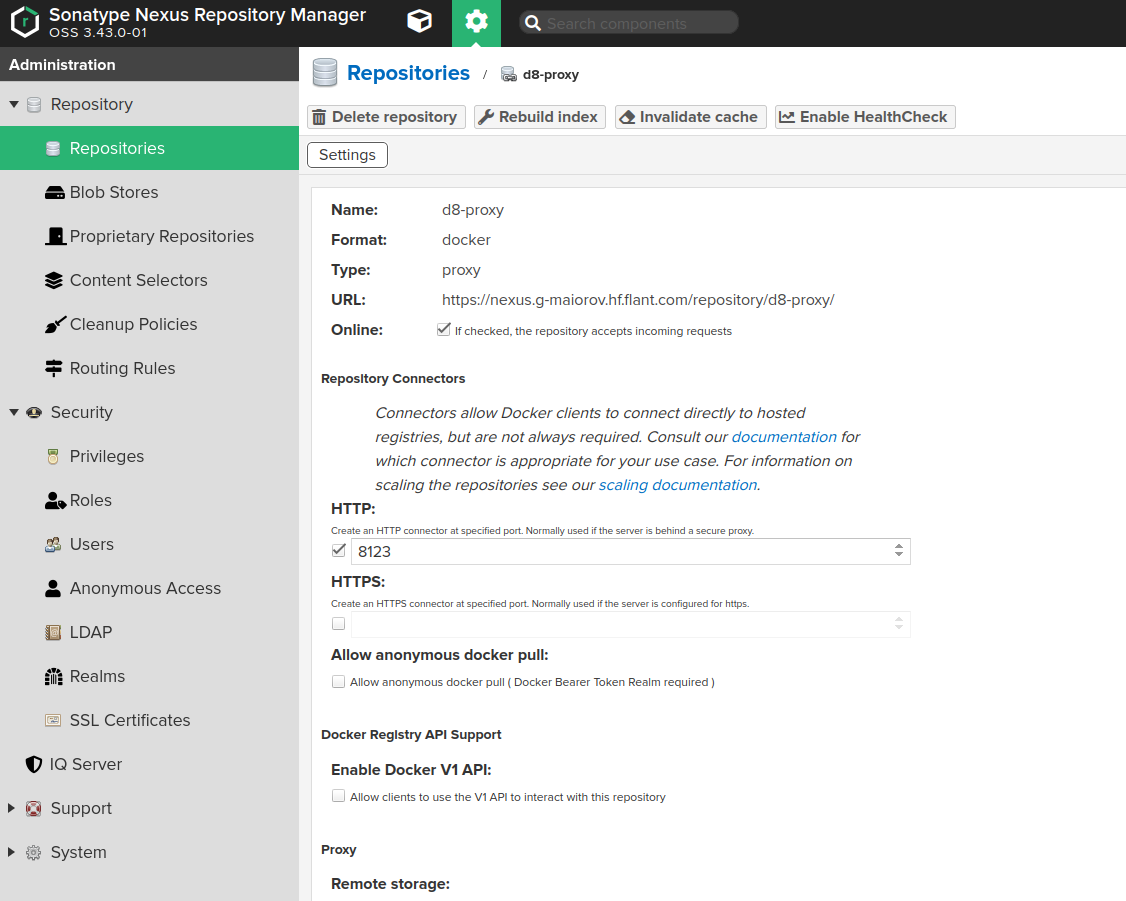 Sonatype Nexus Repository Manager
OSS 3.43.0-01
Search components
Administration
Repository
Repositories
Blob Stores
Proprietary Repositories
Content Selectors
Cleanup Policies
Routing Rules
Security
Privileges
Roles
Users
Anonymous Access
LDAP
Realms
SSL Certificates
IQ Server
Support
System
Repositories / d8-proxy
Delete repository Rebuild index Invalidate cache Enable HealthCheck
Settings
Name: d8-proxy
Format: docker
Type: proxy
URL: https://nexus.g-maiorov.hf.flant.com/repository/d8-proxy/
Online: If checked, the repository accepts incoming requests
Repository Connectors
Connectors allow Docker clients to connect directly to hosted
registries, but are not always required. Consult our documentation for
which connector is appropriate for your use case. For information on
scaling the repositories see our scaling documentation.
HTTP:
Create an HTTP connector at specified port. Normally used if the server is behind a secure proxy.
8123
HTTPS:
Create an HTTPS connector at specified port. Normally used if the server is configured for https.
Allow anonymous docker pull:
Allow anonymous docker pull ( Docker Bearer Token Realm required )
Docker Registry API Support
Enable Docker V1 API:
Allow clients to use the V1 API to interact with this repository
Proxy
Remote storage: